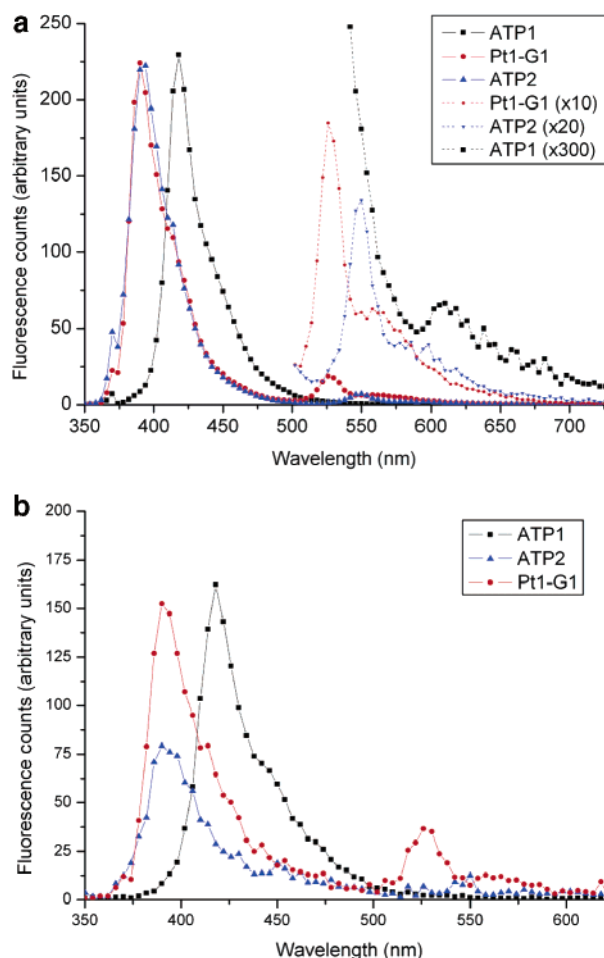 a
Fluorescence counts (arbitrary units)
250
200
150
100
50
0
350 400 450 500 550 600 650 700
Wavelength (nm)
ATP1
Pt1-G1
ATP2
Pt1-G1 (x10)
ATP2 (x20)
ATP1 (x300)
b
Fluorescence counts (arbitrary units)
200
175
150
125
100
75
50
25
0
350 400 450 500 550 600
Wavelength (nm)
ATP1
ATP2
Pt1-G1